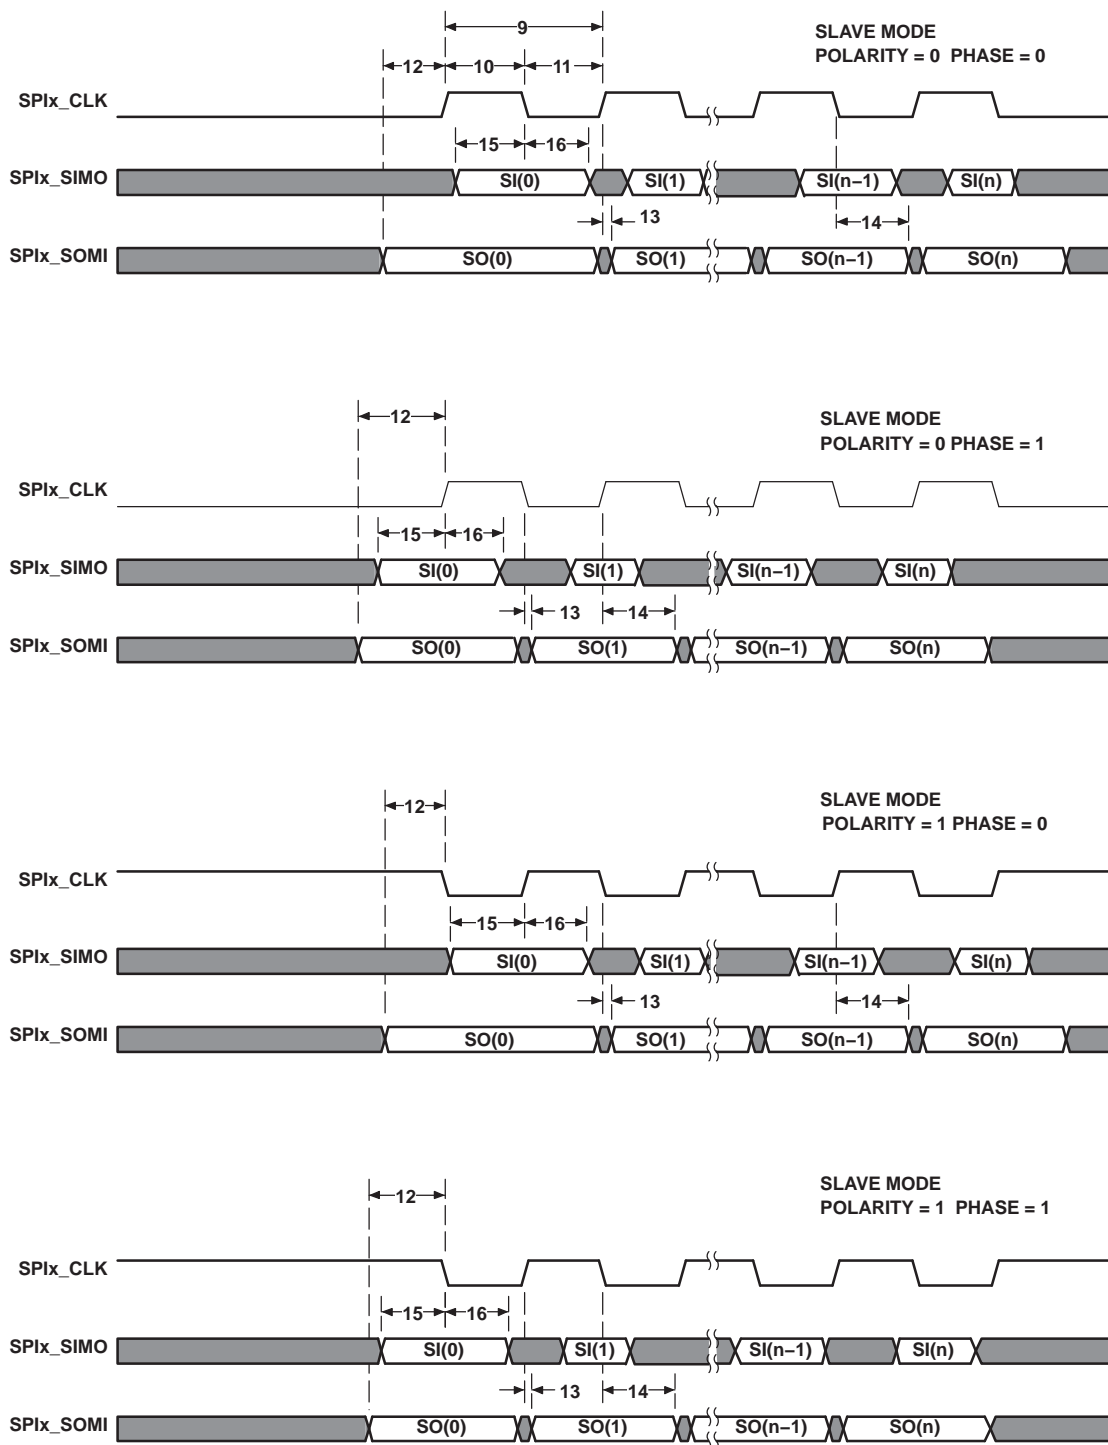 9
SLAVE MODE
POLARITY = 0 PHASE = 0
12 10 11
SPIx_CLK
15 16
SPIx_SIMO SI(0) SI(1) SI(n−1) SI(n)
13 14
SPIx_SOMI SO(0) SO(1) SO(n−1) SO(n)
12
SLAVE MODE
POLARITY = 0 PHASE = 1
SPIx_CLK
15 16
SPIx_SIMO SI(0) SI(1) SI(n−1) SI(n)
13 14
SPIx_SOMI SO(0) SO(1) SO(n−1) SO(n)
12
SLAVE MODE
POLARITY = 1 PHASE = 0
SPIx_CLK
15 16
SPIx_SIMO SI(0) SI(1) SI(n−1) SI(n)
13 14
SPIx_SOMI SO(0) SO(1) SO(n−1) SO(n)
12
SLAVE MODE
POLARITY = 1 PHASE = 1
SPIx_CLK
15 16
SPIx_SIMO SI(0) SI(1) SI(n−1) SI(n)
13 14
SPIx_SOMI SO(0) SO(1) SO(n−1) SO(n)